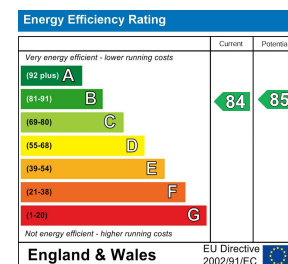 Energy Efficiency Rating
Current Potentia
Very energy efficient - lower running costs
(92 plus) A
(81-91) B 84 85
(69-80) C
(55-68) D
(39-54) E
(21-38) F
(1-20) G
Not energy efficient - higher running costs
England & Wales
EU Directive
2002/91/EC